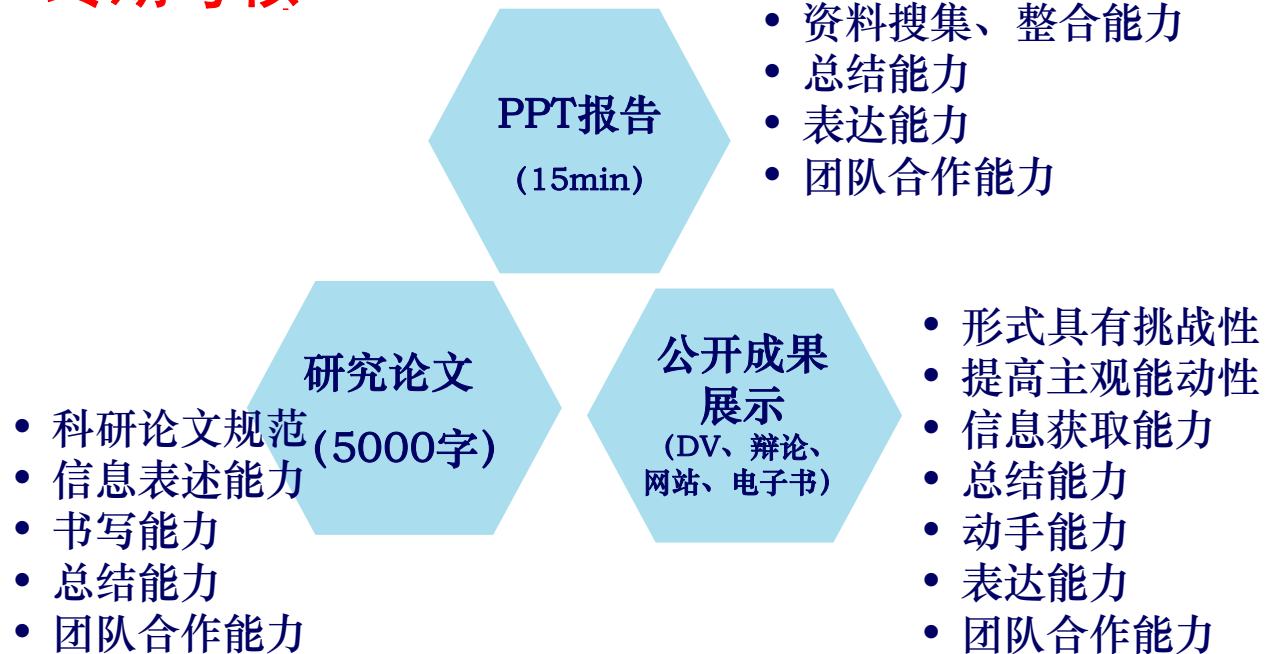 PPT报告
(15min)
• 资料搜集、整合能力
• 总结能力
• 表达能力
• 团队合作能力
研究论文
(5000字)
• 科研论文规范
• 信息表述能力
• 书写能力
• 总结能力
• 团队合作能力
公开成果
展示
(DV、辩论、
网站、电子书)
• 形式具有挑战性
• 提高主观能动性
• 信息获取能力
• 总结能力
• 动手能力
• 表达能力
• 团队合作能力